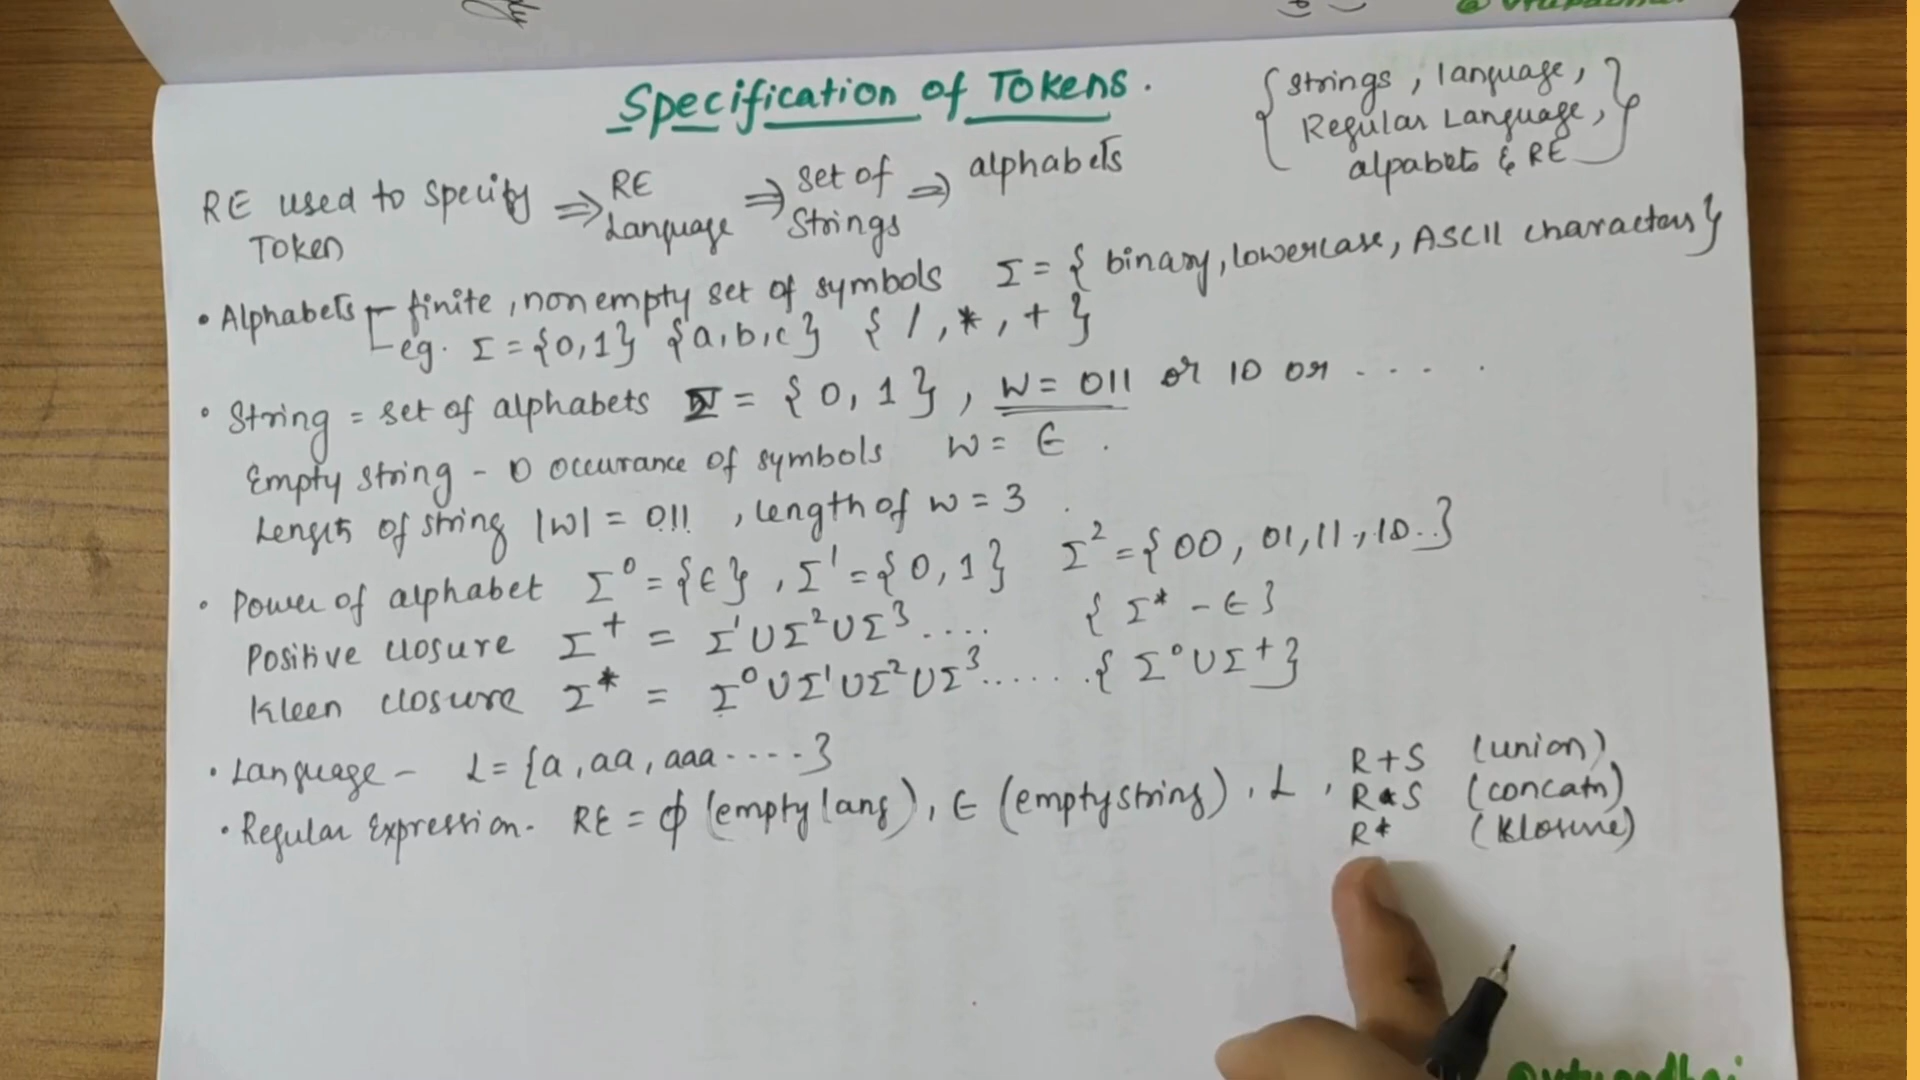 Specification of Tokens.
{ strings, language,
Regular Language,
alpabets & RE }
RE used to specify Token ⇒ RE Language ⇒ set of Strings ⇒ alphabets
• Alphabets - finite, non empty set of symbols Σ = { binary, lowercase, ASCII characters }
eg. Σ = {0,1} {a,b,c} { /, *, + }
• String = set of alphabets Σ = { 0, 1 }, W = 011 or 10 or . . . .
Empty string - 0 occurance of symbols W = ∈ .
Length of string |W| = 011, length of w = 3
• Power of alphabet Σ⁰ = {∈}, Σ¹ = {0, 1} Σ² = {00, 01, 11, 10..}
Positive closure Σ⁺ = Σ¹ U Σ² U Σ³ .... { Σ* - ∈ }
Kleen closure Σ* = Σ⁰ U Σ¹ U Σ² U Σ³ ...... { Σ⁰ U Σ⁺ }
• Language - L = {a, aa, aaa ....}
• Regular Expression - RE = φ (empty lang), ∈ (empty string), L,
R+S (union)
R•S (concatn)
R* (Klosure)